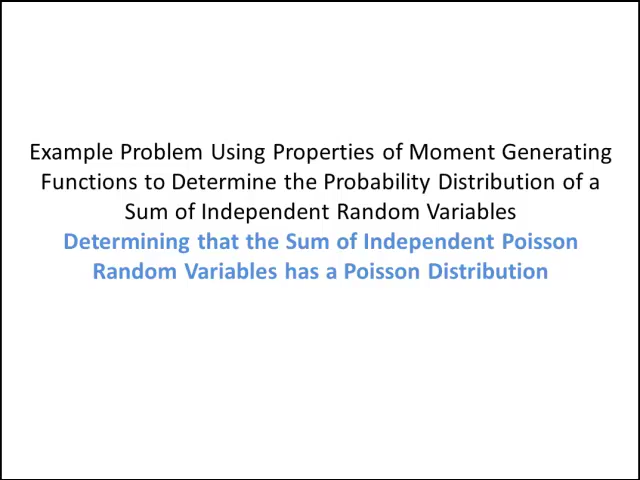 Example Problem Using Properties of Moment Generating
Functions to Determine the Probability Distribution of a
Sum of Independent Random Variables
Determining that the Sum of Independent Poisson
Random Variables has a Poisson Distribution